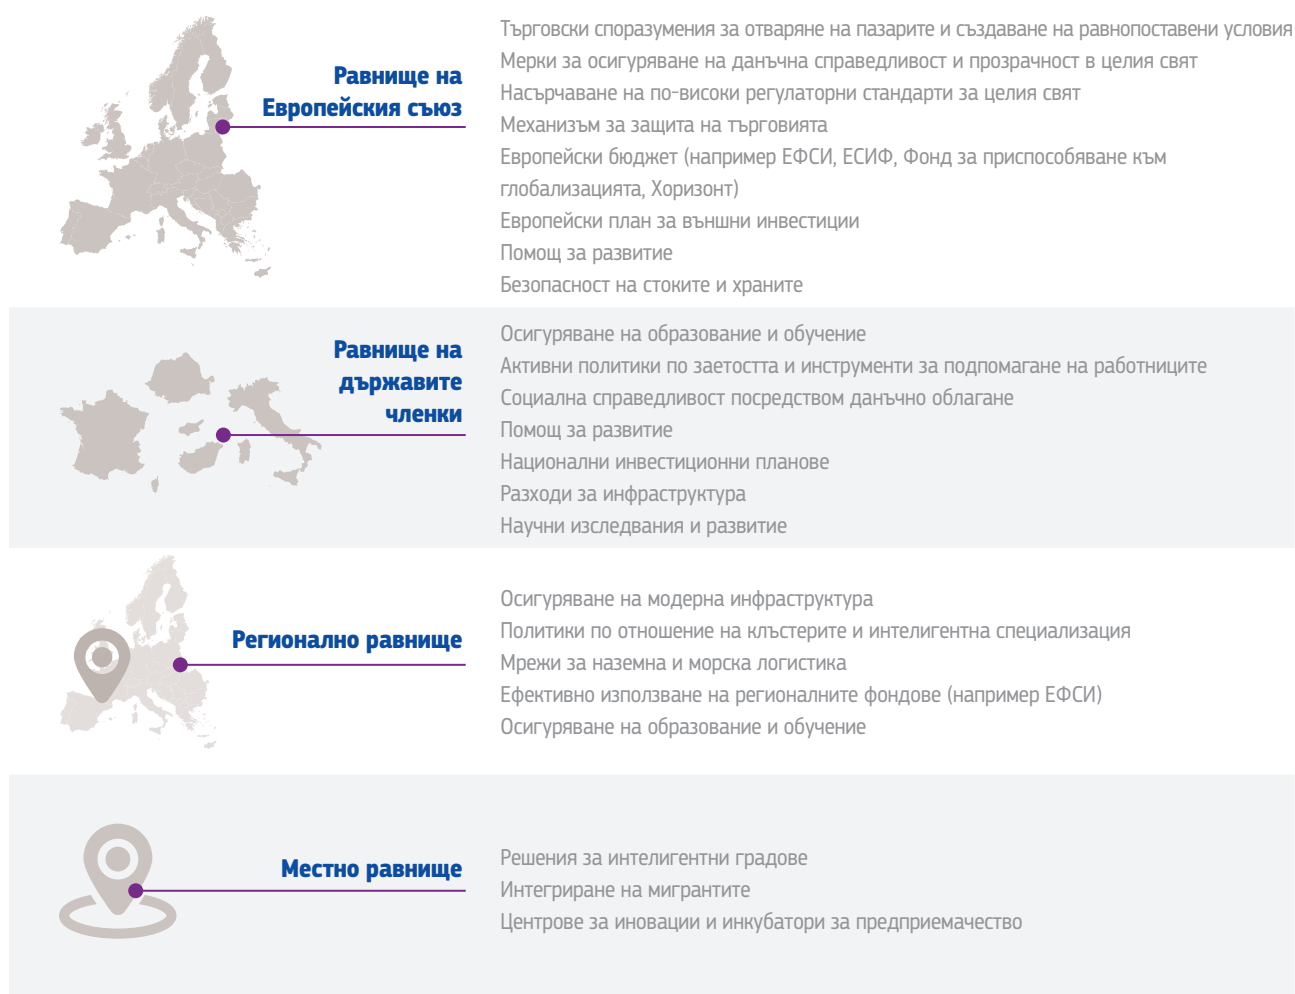 Равнище на
Европейския съюз
Търговски споразумения за отваряне на пазарите и създаване на равнопоставени условия
Мерки за осигуряване на данъчна справедливост и прозрачност в целия свят
Насърчаване на по-високи регулаторни стандарти за целия свят
Механизъм за защита на търговията
Европейски бюджет (например ЕФСИ, ЕСИФ, Фонд за приспособяване към
глобализацията, Хоризонт)
Европейски план за външни инвестиции
Помощ за развитие
Безопасност на стоките и храните
Равнище на
държавите
членки
Осигуряване на образование и обучение
Активни политики по заетостта и инструменти за подпомагане на работниците
Социална справедливост посредством данъчно облагане
Помощ за развитие
Национални инвестиционни планове
Разходи за инфраструктура
Научни изследвания и развитие
Регионално равнище
Осигуряване на модерна инфраструктура
Политики по отношение на клъстерите и интелигентна специализация
Мрежи за наземна и морска логистика
Ефективно използване на регионалните фондове (например ЕФСИ)
Осигуряване на образование и обучение
Местно равнище
Решения за интелигентни градове
Интегриране на мигрантите
Центрове за иновации и инкубатори за предприемачество